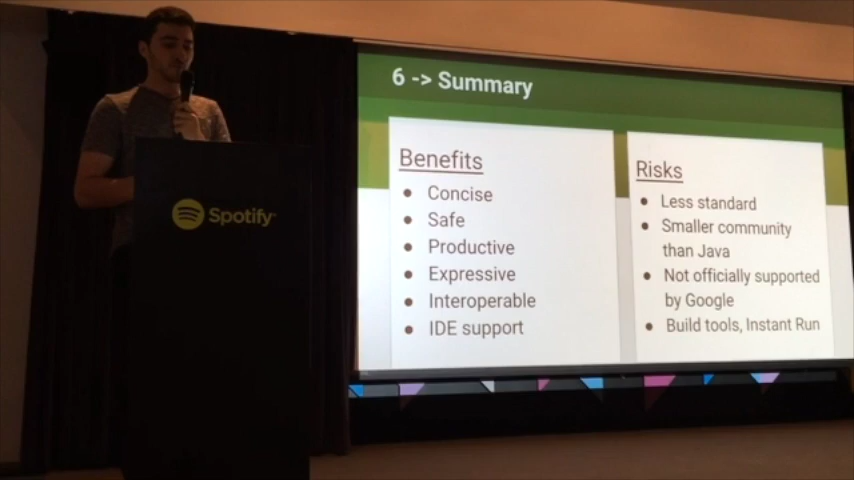 6 -> Summary
Benefits
● Concise
● Safe
● Productive
● Expressive
● Interoperable
● IDE support
Risks
● Less standard
● Smaller community
than Java
● Not officially supported
by Google
● Build tools, Instant Run
Spotify